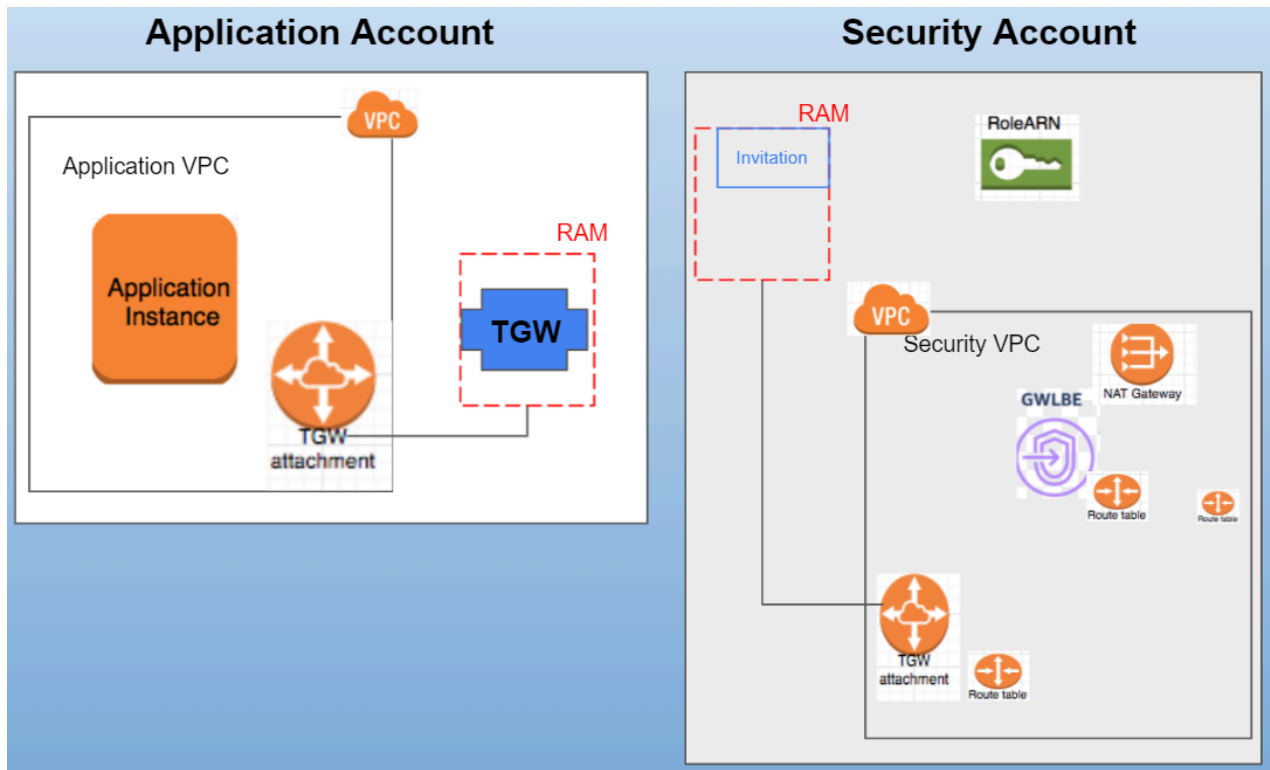 Application Account
Security Account
VPC
Application VPC
Application
Instance
TGW
attachment
RAM
TGW
RAM
Invitation
RoleARN
VPC
Security VPC
NAT Gateway
GWLBE
Route table
Route table
TGW
attachment
Route table